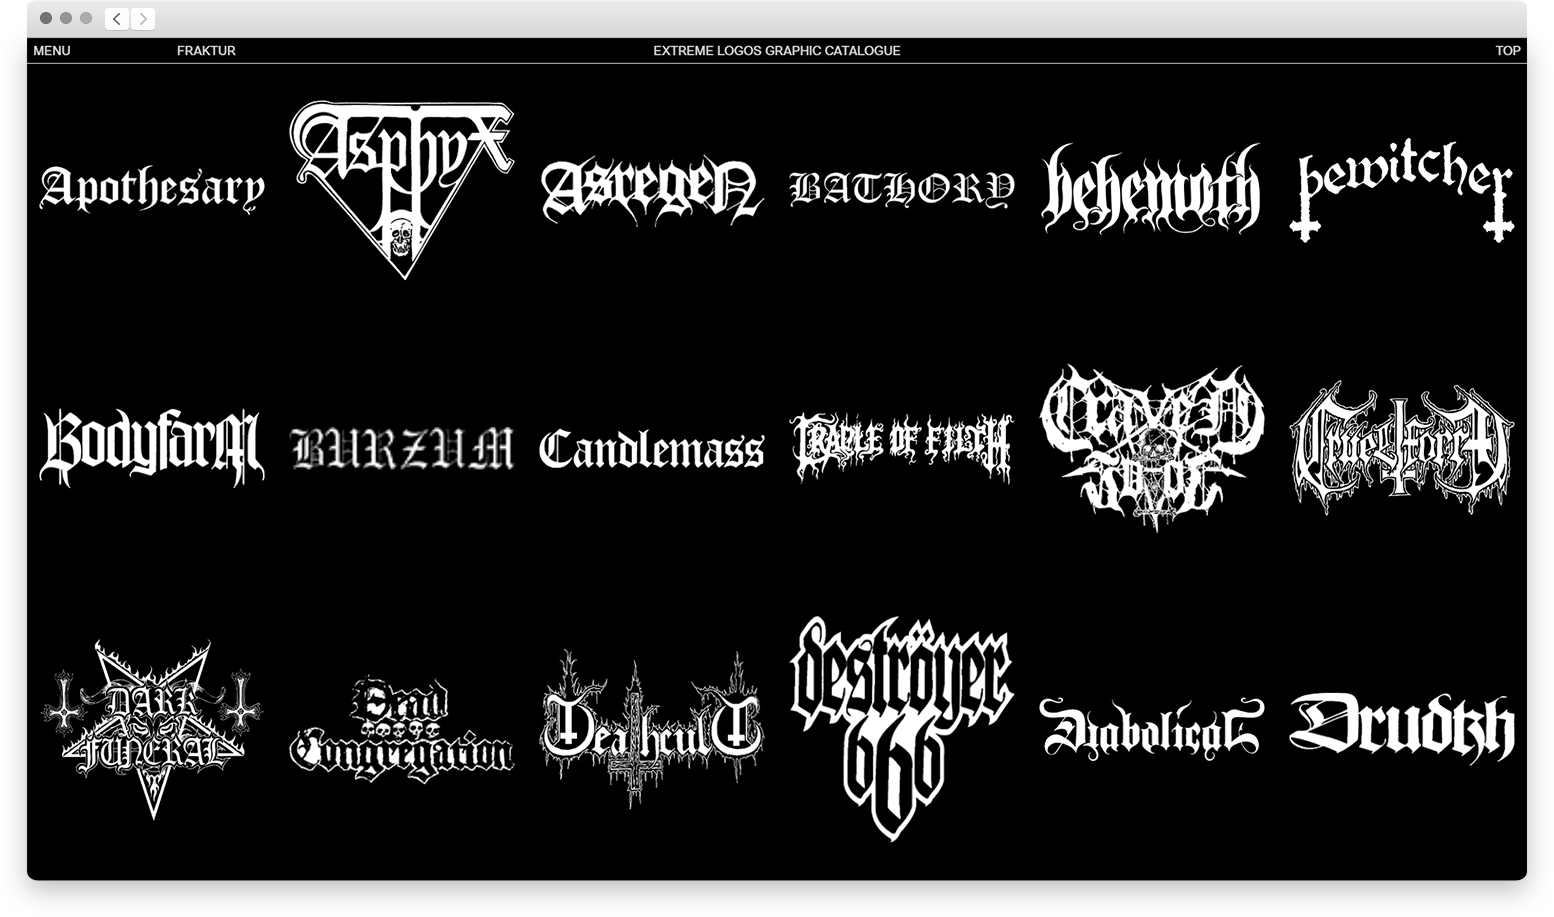 MENU
FRAKTUR
EXTREME LOGOS GRAPHIC CATALOGUE
TOP
Apothesary
Asphyx
Asregen
BATHORY
behemoth
bewitcher
Bodyfarm
BURZUM
Candlemass
CRADLE OF FILTH
Craven
Idol
Cruel Force
DARK
FUNERAL
Dead
Congregation
Deathcult
deströyer
666
Diabolical
Drudkh